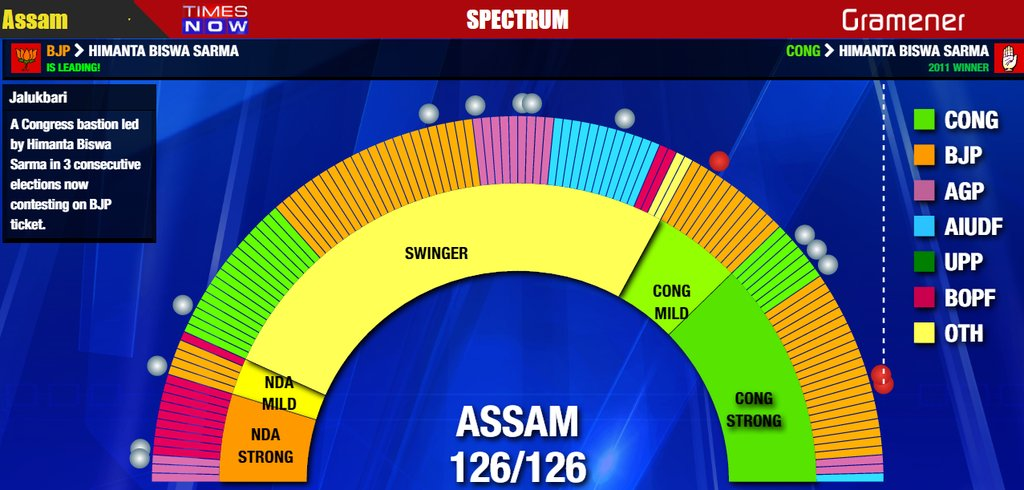 Assam
TIMES
NOW
SPECTRUM
Gramener
BJP > HIMANTA BISWA SARMA
IS LEADING!
CONG > HIMANTA BISWA SARMA
2011 WINNER
Jalukbari
A Congress bastion led
by Himanta Biswa
Sarma in 3 consecutive
elections now
contesting on BJP
ticket.
CONG
BJP
AGP
AIUDF
UPP
BOPF
OTH
SWINGER
CONG
MILD
NDA
MILD
CONG
STRONG
NDA
STRONG
ASSAM
126/126